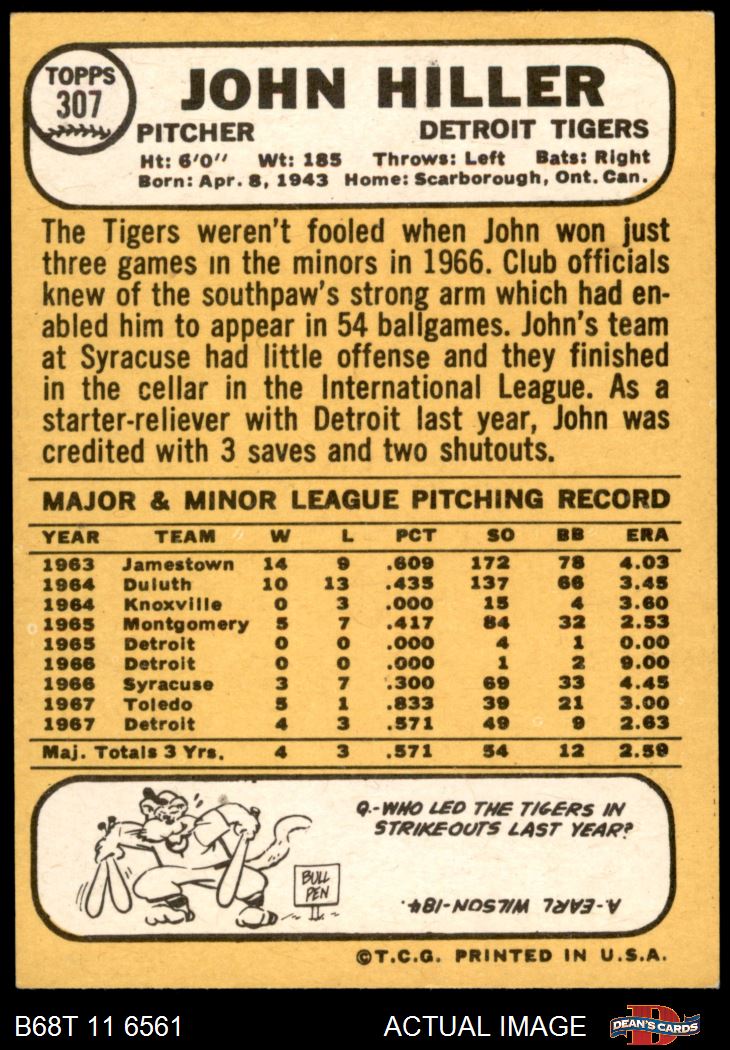 TOPPS
307
JOHN HILLER
PITCHER DETROIT TIGERS
Ht: 6'0" Wt: 185 Throws: Left Bats: Right
Born: Apr. 8, 1943 Home: Scarborough, Ont. Can.
The Tigers weren't fooled when John won just
three games in the minors in 1966. Club officials
knew of the southpaw's strong arm which had en-
abled him to appear in 54 ballgames. John's team
at Syracuse had little offense and they finished
in the cellar in the International League. As a
starter-reliever with Detroit last year, John was
credited with 3 saves and two shutouts.
MAJOR & MINOR LEAGUE PITCHING RECORD
YEAR TEAM W L PCT SO BB ERA
1963 Jamestown 14 9 .609 172 78 4.03
1964 Duluth 10 13 .435 137 66 3.45
1964 Knoxville 0 3 .000 15 4 3.60
1965 Montgomery 5 7 .417 84 32 2.53
1965 Detroit 0 0 .000 4 1 0.00
1966 Detroit 0 0 .000 1 2 9.00
1966 Syracuse 3 7 .300 69 33 4.45
1967 Toledo 5 1 .833 39 21 3.00
1967 Detroit 4 3 .571 49 9 2.63
Maj. Totals 3 Yrs. 4 3 .571 54 12 2.59
BULL
PEN
Q.-WHO LED THE TIGERS IN
STRIKEOUTS LAST YEAR?
A.-EARL WILSON-184.
©T.C.G. PRINTED IN U.S.A.
B68T 11 6561 ACTUAL IMAGE
D
DEAN'S CARDS